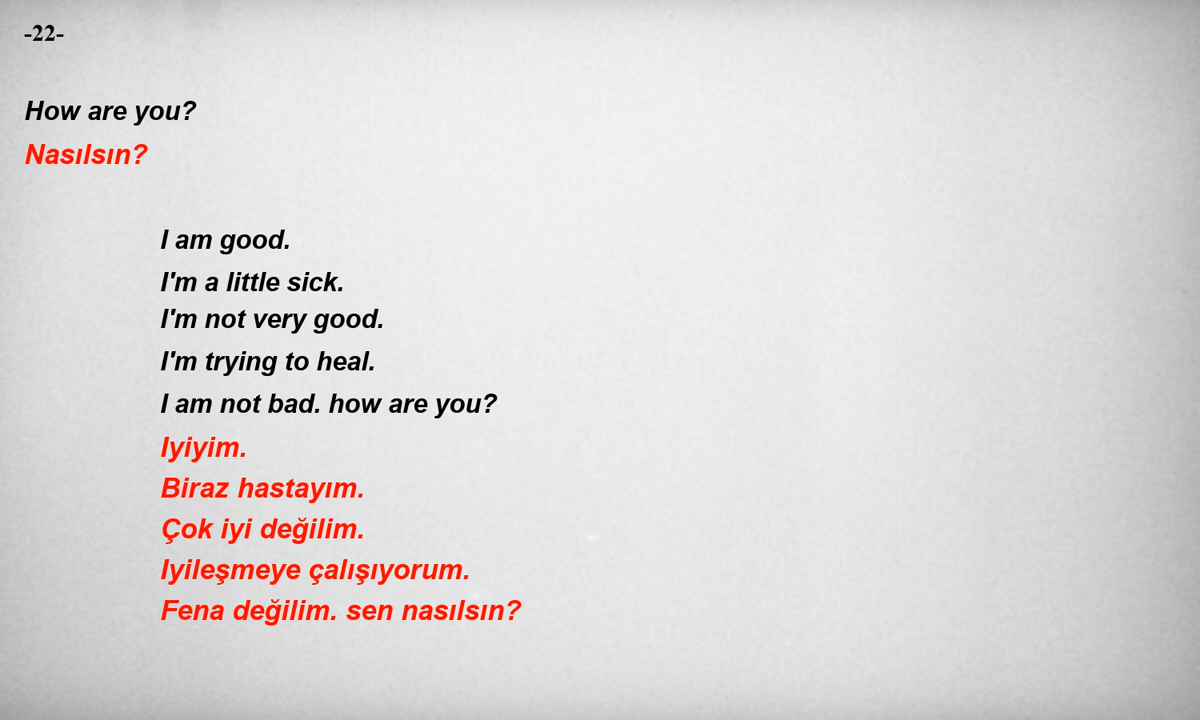 -22-
How are you?
Nasılsın?
I am good.
I'm a little sick.
I'm not very good.
I'm trying to heal.
I am not bad. how are you?
Iyiyim.
Biraz hastayım.
Çok iyi değilim.
Iyileşmeye çalışıyorum.
Fena değilim. sen nasılsın?